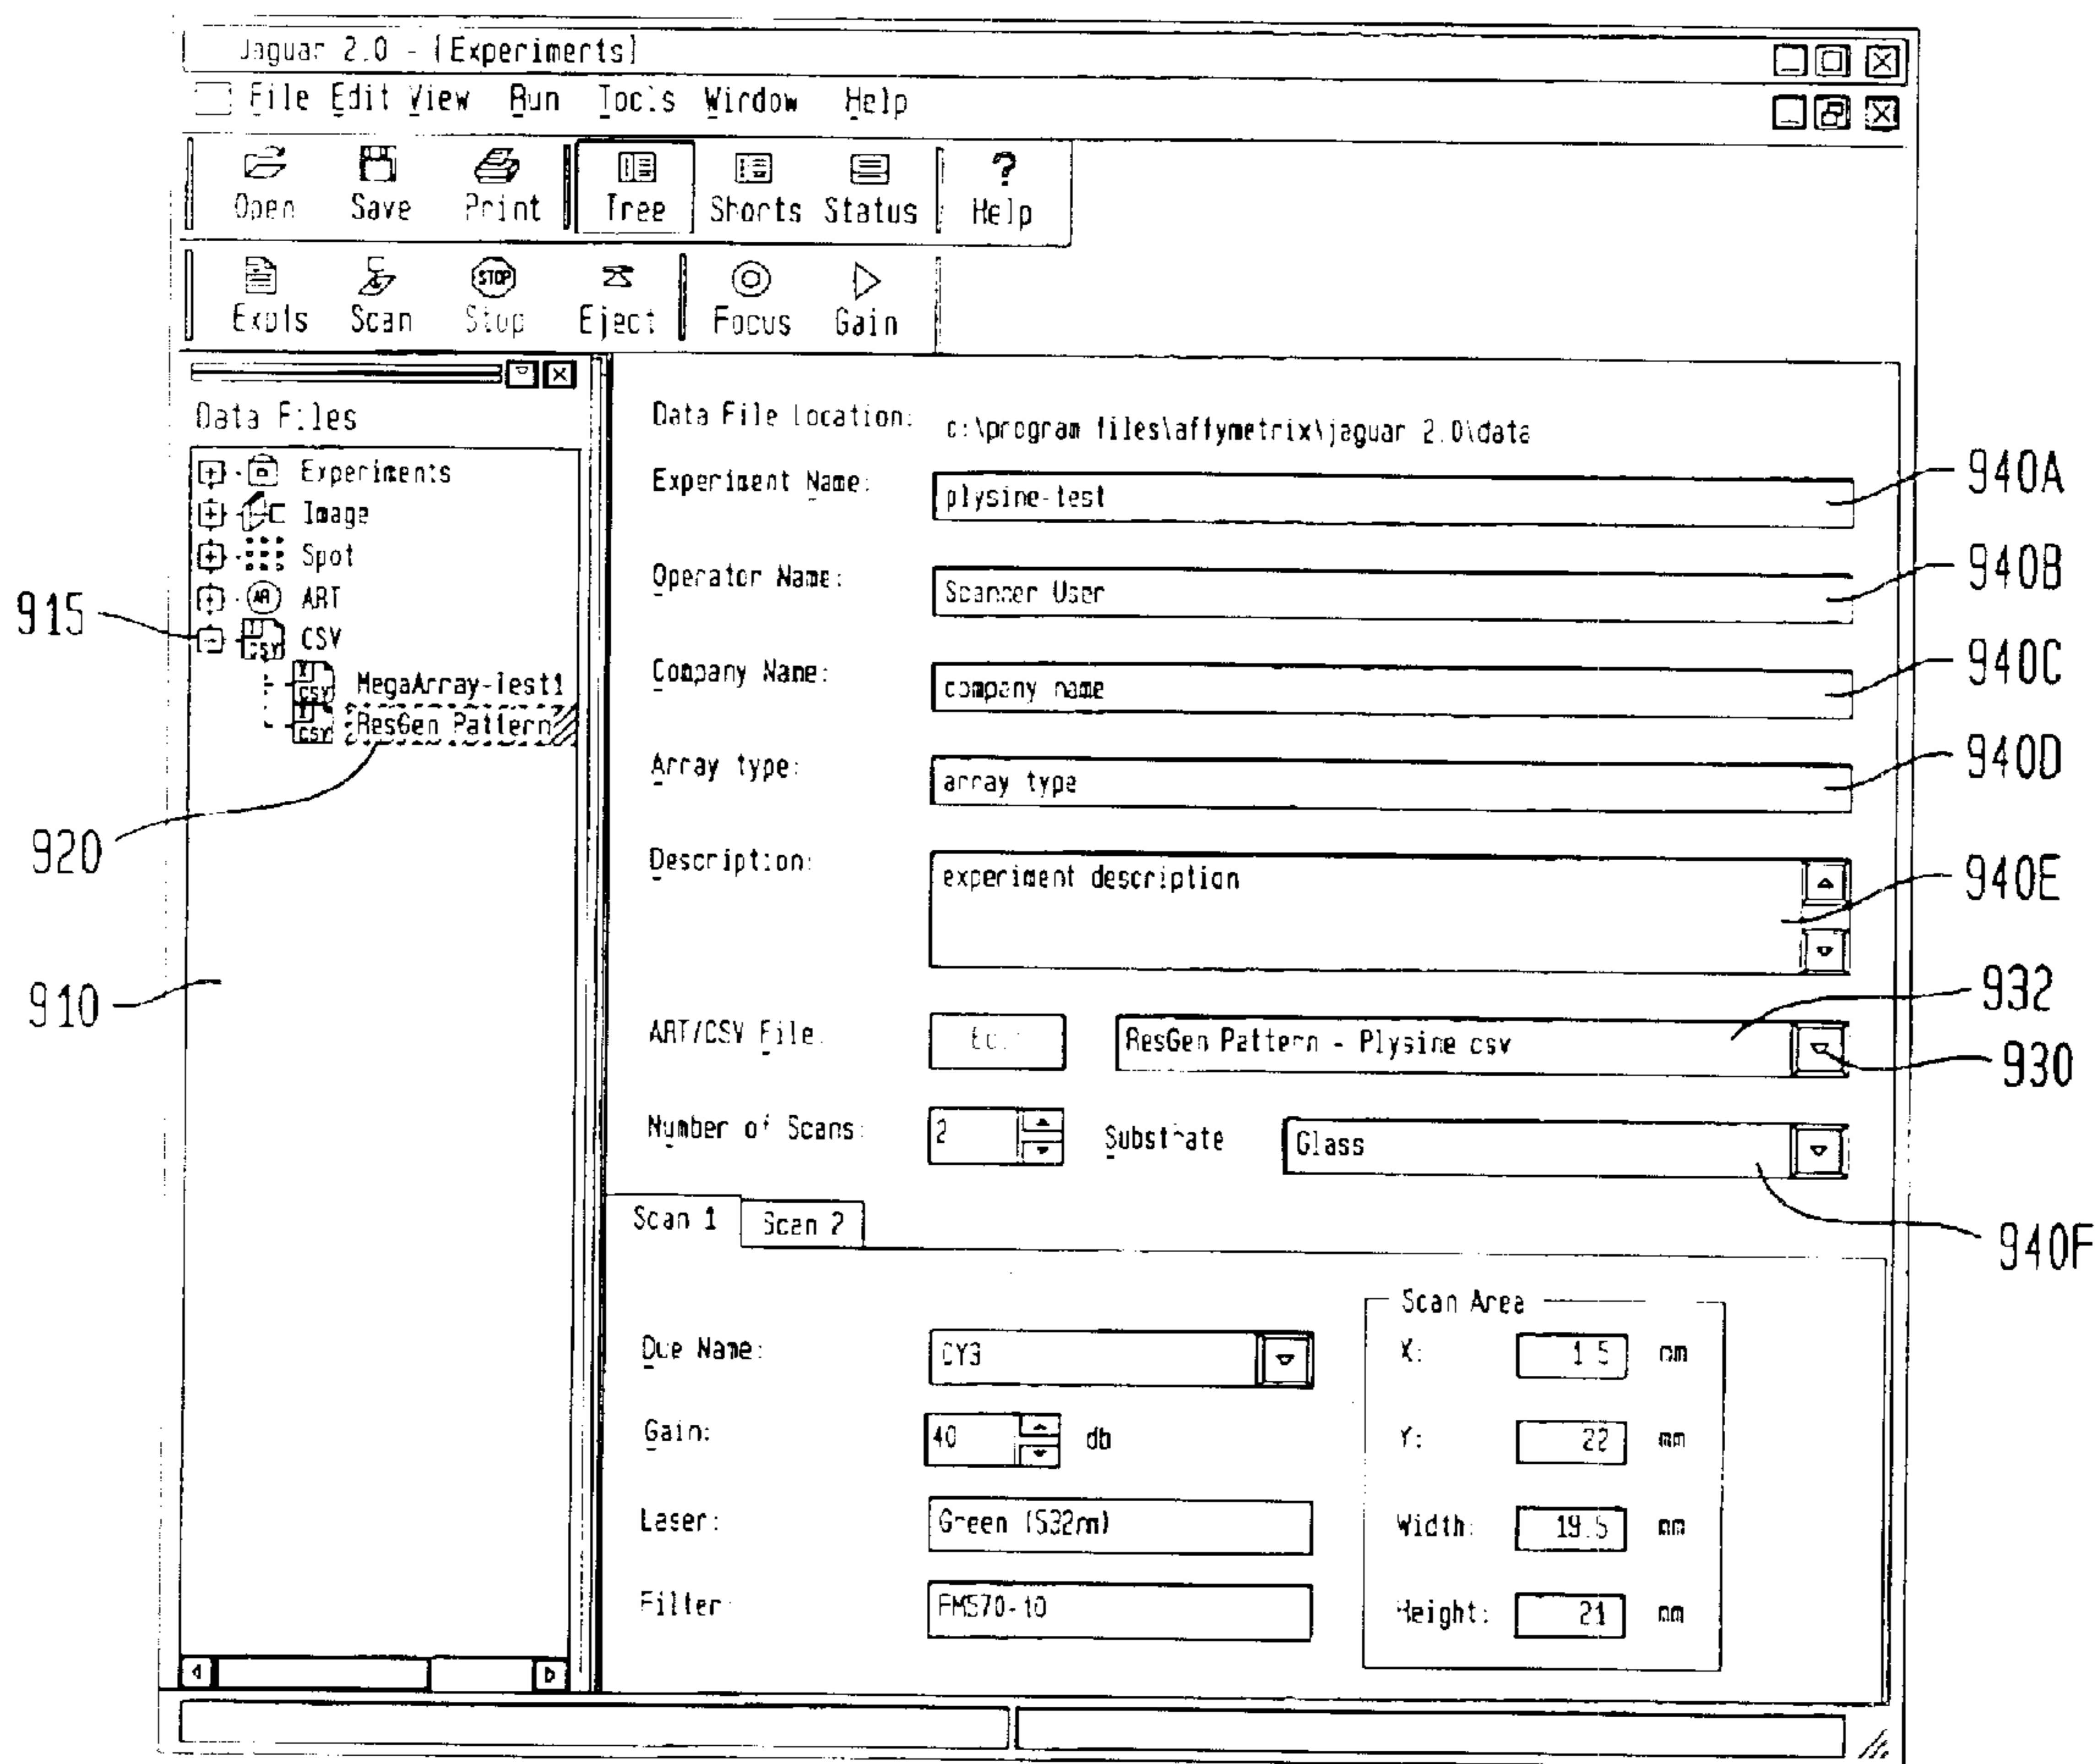 Jaguar 2.0 - [Experiments]
File Edit View Run Tools Window Help
Open Save Print Tree Shorts Status Help
Expts Scan Stop Eject Focus Gain
STOP
Data Files
Experiments
Image
Spot
ART
CSV
MegaArray-Test1
ResGen Pattern
Data File Location: c:\program files\affymetrix\jaguar 2.0\data
Experiment Name: plysine-test
Operator Name: Scanner User
Company Name: company name
Array type: array type
Description: experiment description
ART/CSV File: ResGen Pattern - Plysine csv
Number of Scans: 2 Substrate Glass
Scan 1 Scan 2
Due Name: CY3
Gain: 40 db
Laser: Green (532m)
Filter: FM570-10
Scan Area
X: 1.5 mm
Y: 22 mm
Width: 19.5 mm
Height: 21 mm
915
920
910
940A
940B
940C
940D
940E
932
930
940F